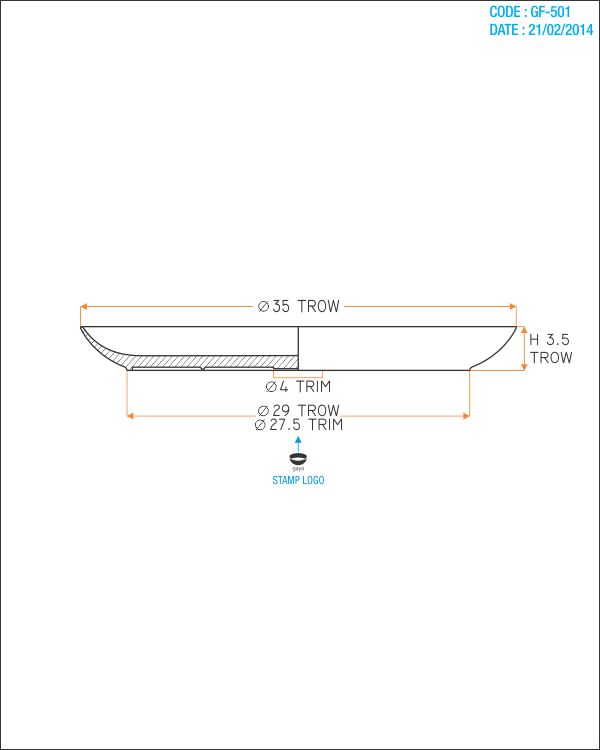 CODE : GF-501
DATE : 21/02/2014
Ø35 TROW
H 3.5
TROW
Ø4 TRIM
Ø29 TROW
Ø27.5 TRIM
gaya
STAMP LOGO